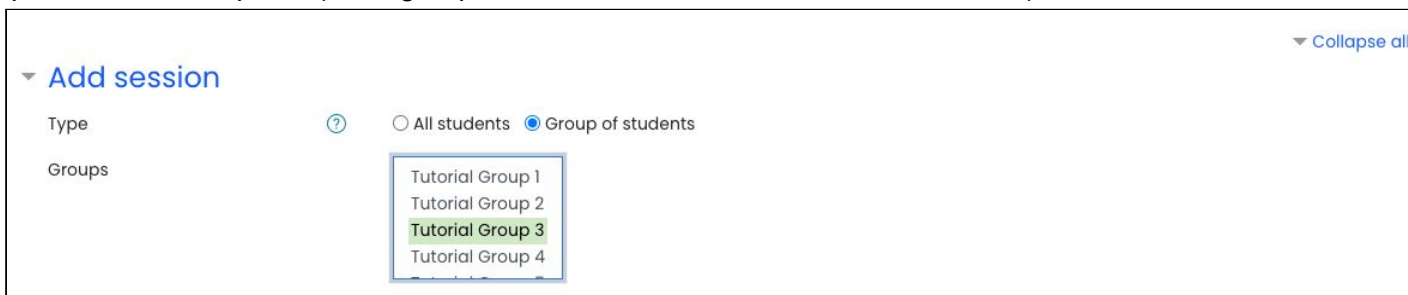 Collapse all
Add session
Type ? All students Group of students
Groups
Tutorial Group 1
Tutorial Group 2
Tutorial Group 3
Tutorial Group 4